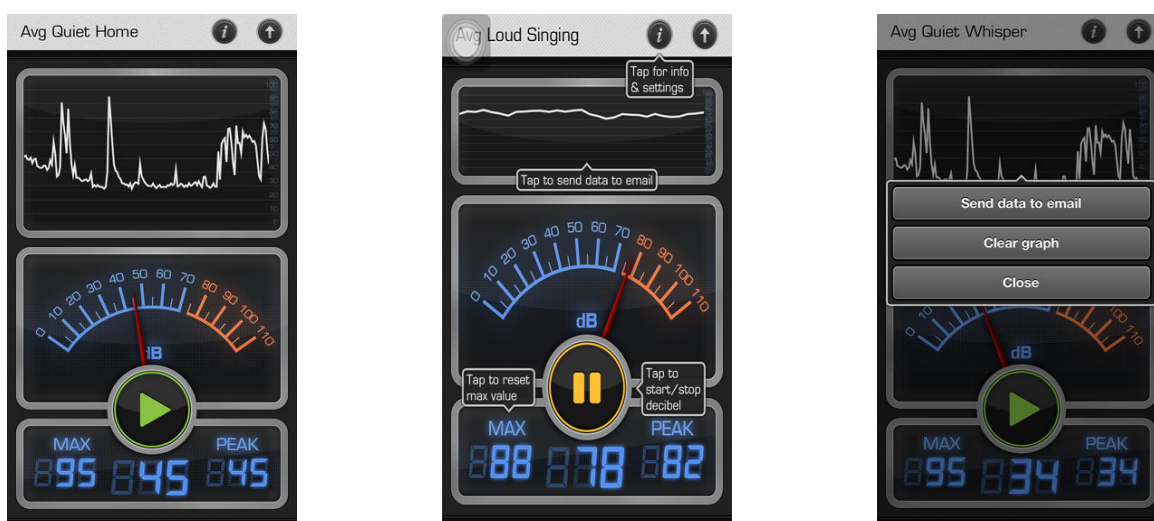 Avg Quiet Home
i
100
90
80
70
60
50
40
30
20
10
0
0 10 20 30 40 50 60 70 80 90 100 110
dB
MAX
PEAK
95 45 45
Avg Loud Singing
i
Tap for info
& settings
Tap to send data to email
0 10 20 30 40 50 60 70 80 90 100 110
dB
Tap to reset
max value
Tap to
start/stop
decibel
MAX
PEAK
88 78 82
Avg Quiet Whisper
i
Send data to email
Clear graph
Close
0 10 100 110
dB
MAX
PEAK
95 34 34